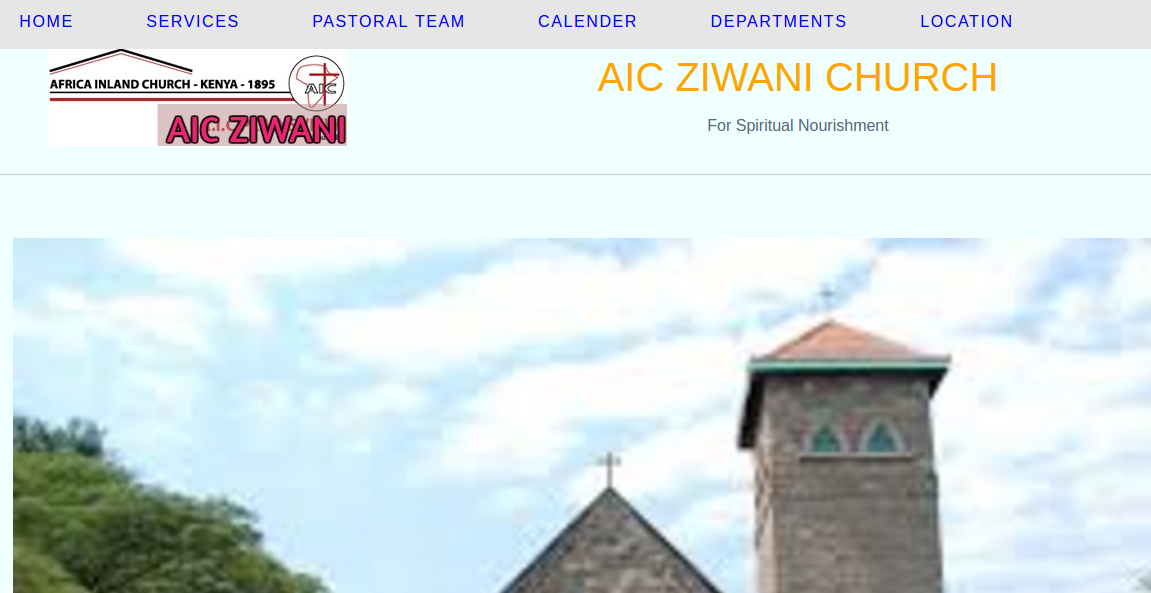 HOME SERVICES PASTORAL TEAM CALENDER DEPARTMENTS LOCATION
AFRICA INLAND CHURCH - KENYA - 1895
AIC
AIC ZIWANI
AIC ZIWANI CHURCH
For Spiritual Nourishment